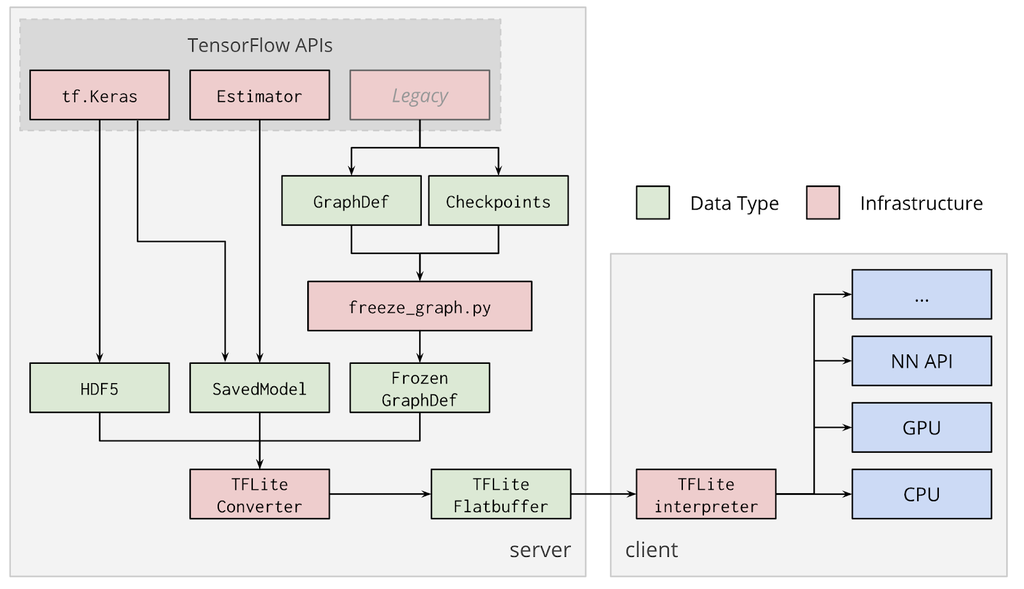 TensorFlow APIs
tf.Keras
Estimator
Legacy
GraphDef
Checkpoints
Data Type
Infrastructure
freeze_graph.py
...
NN API
HDF5
SavedModel
Frozen
GraphDef
GPU
TFLite
Converter
TFLite
Flatbuffer
TFLite
interpreter
CPU
server
client